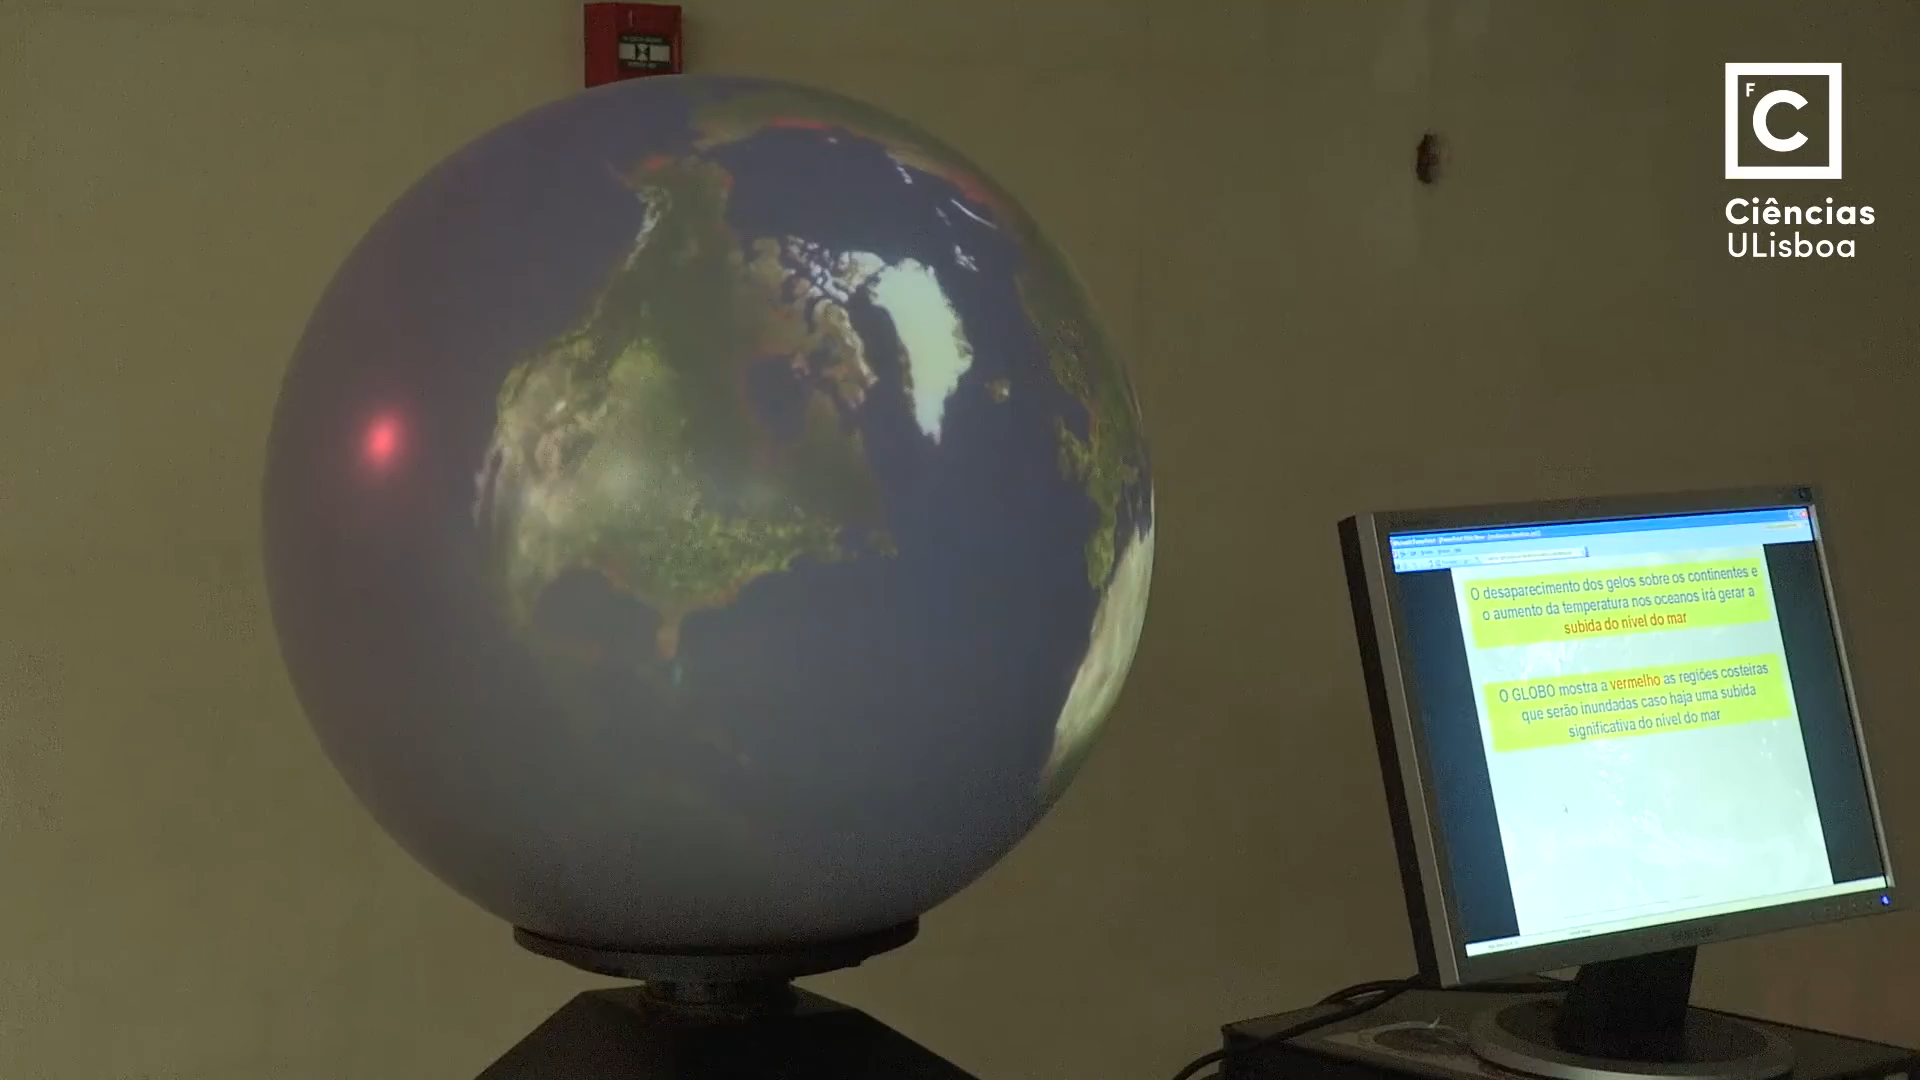 F
C
Ciências
ULisboa
O desaparecimento dos gelos sobre os continentes e
o aumento da temperatura nos oceanos irá gerar a
subida do nível do mar
O GLOBO mostra a vermelho as regiões costeiras
que serão inundadas caso haja uma subida
significativa do nível do mar